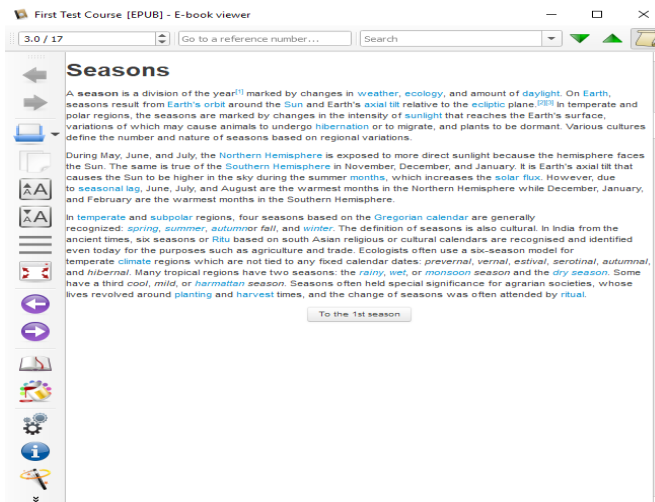 First Test Course [EPUB] - E-book viewer
3.0 / 17
Go to a reference number...
Search
Seasons
A season is a division of the year[1] marked by changes in weather, ecology, and amount of daylight. On Earth,
seasons result from Earth's orbit around the Sun and Earth's axial tilt relative to the ecliptic plane.[2][3] In temperate and
polar regions, the seasons are marked by changes in the intensity of sunlight that reaches the Earth's surface,
variations of which may cause animals to undergo hibernation or to migrate, and plants to be dormant. Various cultures
define the number and nature of seasons based on regional variations.
During May, June, and July, the Northern Hemisphere is exposed to more direct sunlight because the hemisphere faces
the Sun. The same is true of the Southern Hemisphere in November, December, and January. It is Earth's axial tilt that
causes the Sun to be higher in the sky during the summer months, which increases the solar flux. However, due
to seasonal lag, June, July, and August are the warmest months in the Northern Hemisphere while December, January,
and February are the warmest months in the Southern Hemisphere.
In temperate and subpolar regions, four seasons based on the Gregorian calendar are generally
recognized: spring, summer, autumnor fall, and winter. The definition of seasons is also cultural. In India from the
ancient times, six seasons or Ritu based on south Asian religious or cultural calendars are recognised and identified
even today for the purposes such as agriculture and trade. Ecologists often use a six-season model for
temperate climate regions which are not tied to any fixed calendar dates: prevernal, vernal, estival, serotinal, autumnal,
and hibernal. Many tropical regions have two seasons: the rainy, wet, or monsoon season and the dry season. Some
have a third cool, mild, or harmattan season. Seasons often held special significance for agrarian societies, whose
lives revolved around planting and harvest times, and the change of seasons was often attended by ritual.
To the 1st season